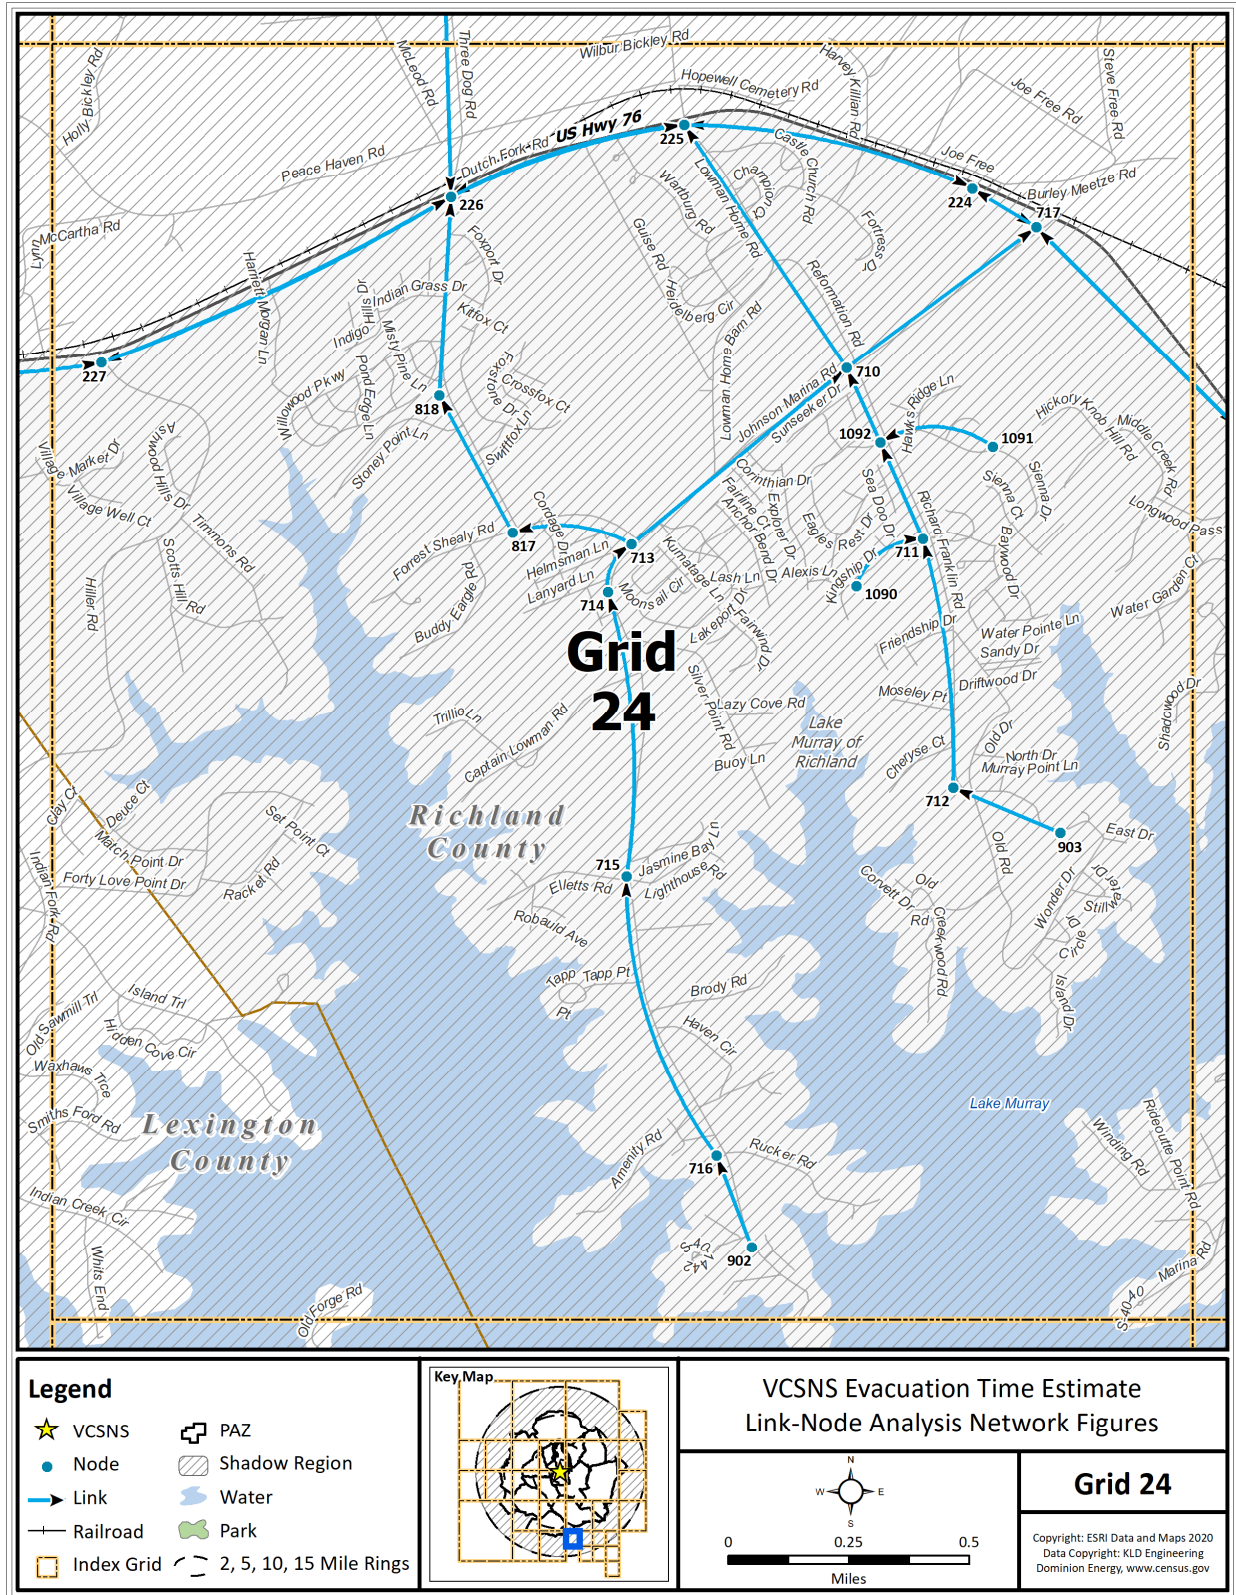 Wilbur Bickley Rd
McLeod Rd
Three Dog Rd
Holly Bickley Rd
Hopewell Cemetery Rd
Harvey Killian Rd
Steve Free Rd
Joe Free Rd
US Hwy 76
225
Dutch Fork Rd
Peace Haven Rd
Castle Church Rd
Joe Free
Burley Meetze Rd
224
717
226
Lowman Home Rd
Champion Ct
Wartburg Rd
Fortress Dr
McCartha Rd
Lynn
Foxport Dr
Guise Rd
Harriett Morgan Ln
Indian Grass Dr
Hills Dr
Indigo
Heidelberg Cir
Reformation Rd
Kitfox Ct
Misty Pine Ln
Lowman Home Barn Rd
227
Foxstone Dr
Crossfox Ct
Pond Edge Ln
Millowood Pkwy
710
Johnson Marina Rd
Sunseeker Dr
Hawks Ridge Ln
818
Switfox Ln
Stoney Point Ln
Hickory Knob Hill Rd
Middle Creek Rd
1092
1091
Ashwood Hills Dr
Village Market Dr
Village Well Ct
Timmons Rd
Corinthian Dr
Fairline Ct
Anchor Bend Dr
Explorer Dr
Sea Doo Dr
Eagles Rest Dr
Sienna Ct
Sienna Dr
Longwood Pass
Richard Franklin Rd
Cordage Dr
Forrest Shealy Rd
817
Helmsman Ln
Lanyard Ln
713
714
Kumatage Ln
Moonsail Cir
Lash Ln
Alexis Ln
Kingship Dr
711
1090
Baywood Dr
Scotts Hill Rd
Hiller Rd
Buddy Eargle Rd
Lakeport Dr
Fairwind Dr
Friendship Dr
Water Pointe Ln
Sandy Dr
Water Garden Ct
Grid
24
Silver Point Rd
Lazy Cove Rd
Moseley Pt
Driftwood Dr
Shadowood Dr
Trillio Ln
Captain Lowman Rd
Lake
Murray of
Richland
Buoy Ln
Cheryse Ct
Old Dr
North Dr
Murray Point Ln
712
Clay Ct
Deuce Ct
Set Point Ct
Match Point Dr
Forty Love Point Dr
Racket Rd
Indian Fork Rd
Richland
County
715
Jasmine Bay Ln
Lighthouse Rd
Elletts Rd
Robauld Ave
903
East Dr
Old Rd
Wonder Dr
Stillwater Dr
Circle Dr
Corvett Dr
Old
Rd
Creekwood Rd
Island Dr
Tapp
Pt
Tapp Pt
Brody Rd
Haven Cir
Island Trl
Old Sawmill Trl
Hidden Cove Cir
Waxhaws Trce
Smiths Ford Rd
Lexington
County
Lake Murray
Amenity Rd
716
Rucker Rd
Winding Rd
Rideoutte Point Rd
Indian Creek Cir
Whits End
S-40-1442
902
Old Forge Rd
Marina Rd
S-40-40
Legend
VCSNS
Node
Link
Railroad
Index Grid
PAZ
Shadow Region
Water
Park
2, 5, 10, 15 Mile Rings
Key Map
VCSNS Evacuation Time Estimate
Link-Node Analysis Network Figures
N
W E
S
0 0.25 0.5
Miles
Grid 24
Copyright: ESRI Data and Maps 2020
Data Copyright: KLD Engineering
Dominion Energy, www.census.gov